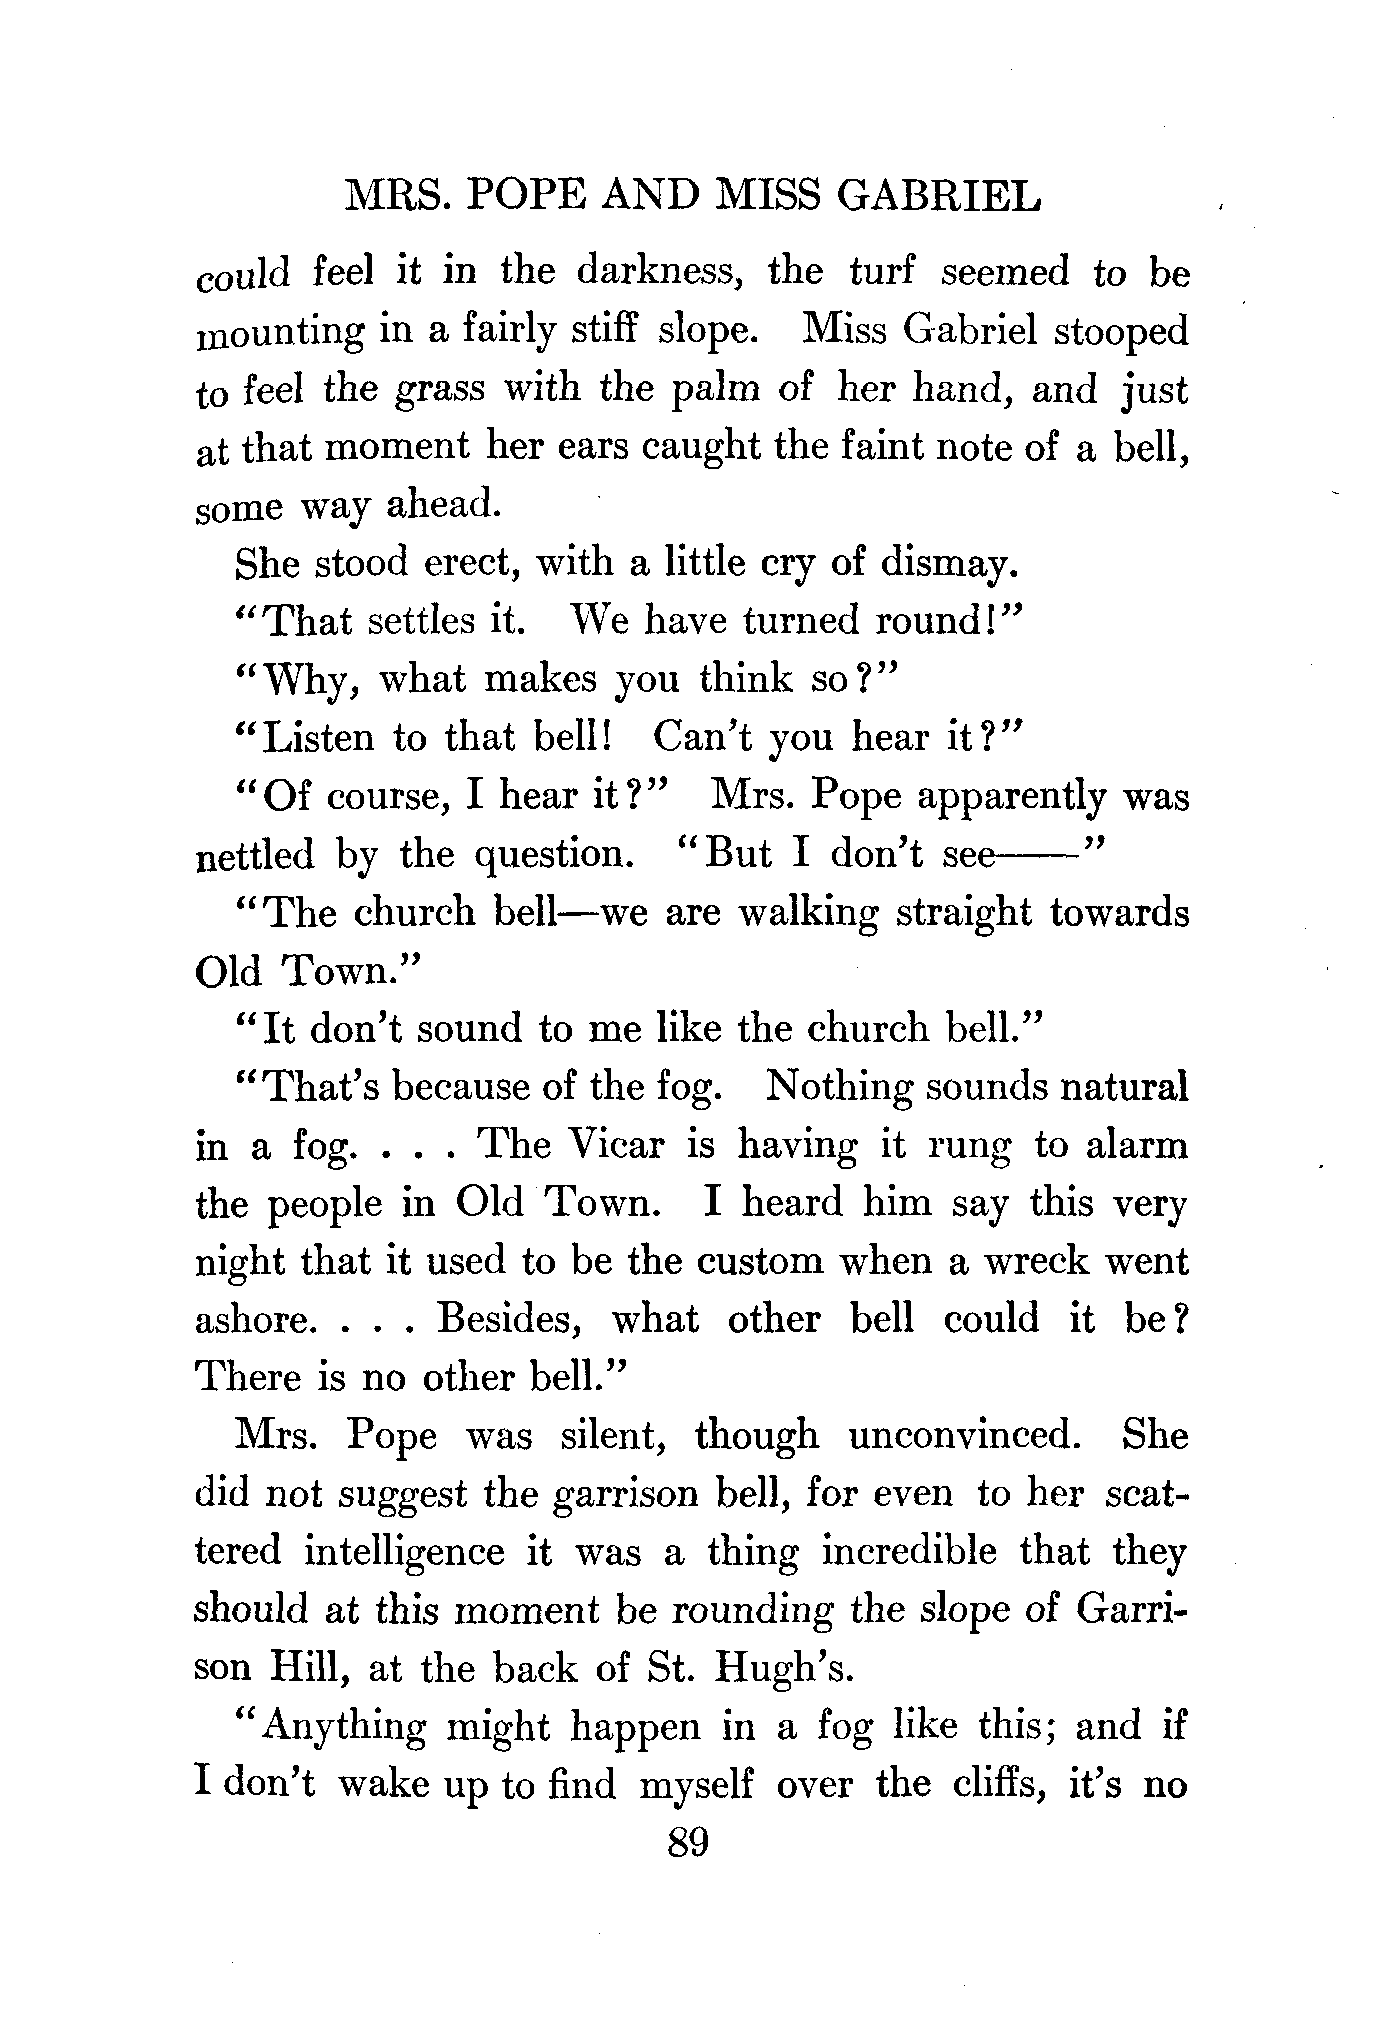 MRS. POPE AND MISS GABRIEL
could feel it in the darkness, the turf seemed to be
mounting in a fairly stiff slope. Miss Gabriel stooped
to feel the grass with the palm of her hand, and just
at that moment her ears caught the faint note of a bell,
some way ahead.
She stood erect, with a little cry of dismay.
"That settles it. We have turned round!"
"Why, what makes you think so?"
"Listen to that bell! Can't you hear it?"
"Of course, I hear it?" Mrs. Pope apparently was
nettled by the question. "But I don't see——"
"The church bell—we are walking straight towards
Old Town."
"It don't sound to me like the church bell."
"That's because of the fog. Nothing sounds natural
in a fog. . . . The Vicar is having it rung to alarm
the people in Old Town. I heard him say this very
night that it used to be the custom when a wreck went
ashore. . . . Besides, what other bell could it be?
There is no other bell."
Mrs. Pope was silent, though unconvinced. She
did not suggest the garrison bell, for even to her scat-
tered intelligence it was a thing incredible that they
should at this moment be rounding the slope of Garri-
son Hill, at the back of St. Hugh's.
"Anything might happen in a fog like this; and if
I don't wake up to find myself over the cliffs, it's no
89